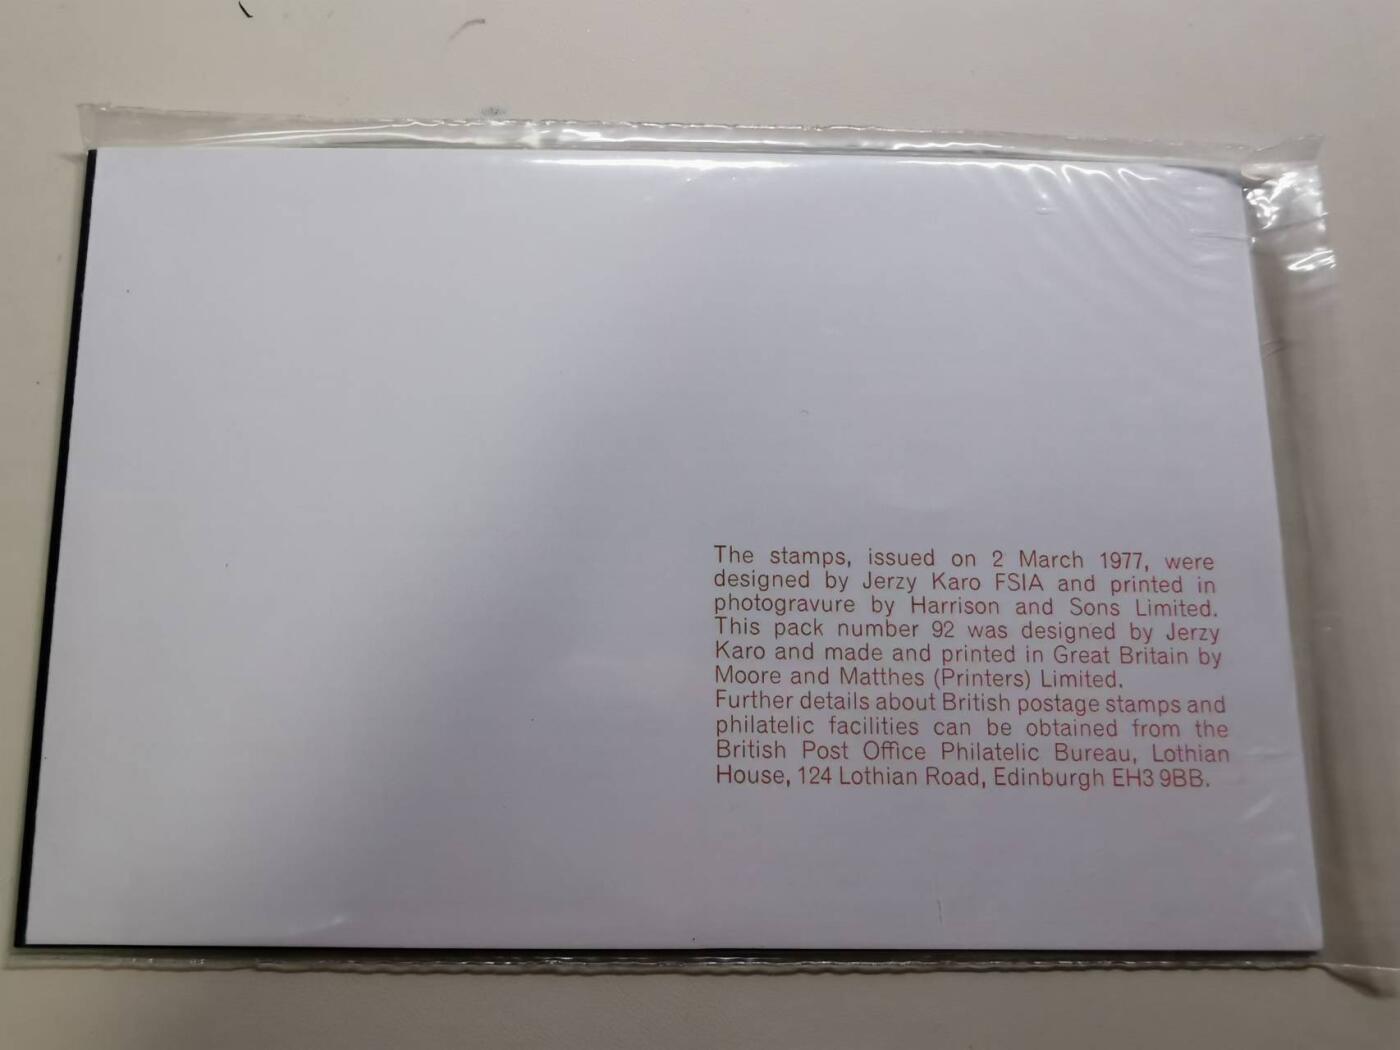 The stamps, issued on 2 March 1977, were
designed by Jerzy Karo FSIA and printed in
photogravure by Harrison and Sons Limited.
This pack number 92 was designed by Jerzy
Karo and made and printed in Great Britain by
Moore and Matthes (Printers) Limited.
Further details about British postage stamps and
philatelic facilities can be obtained from the
British Post Office Philatelic Bureau, Lothian
House, 124 Lothian Road, Edinburgh EH3 9BB.